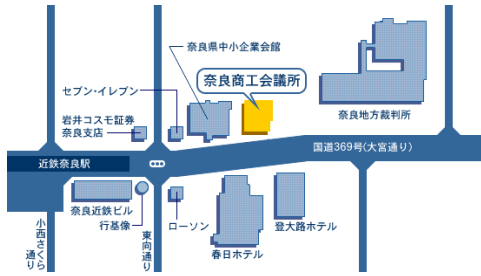 奈良県中小企業会館
奈良商工会議所
セブン・イレブン
岩井コスモ証券
奈良支店
奈良地方裁判所
国道369号(大宮通り)
近鉄奈良駅
奈良近鉄ビル
行基像
ローソン
春日ホテル
登大路ホテル
小西さくら
通り
東向通り